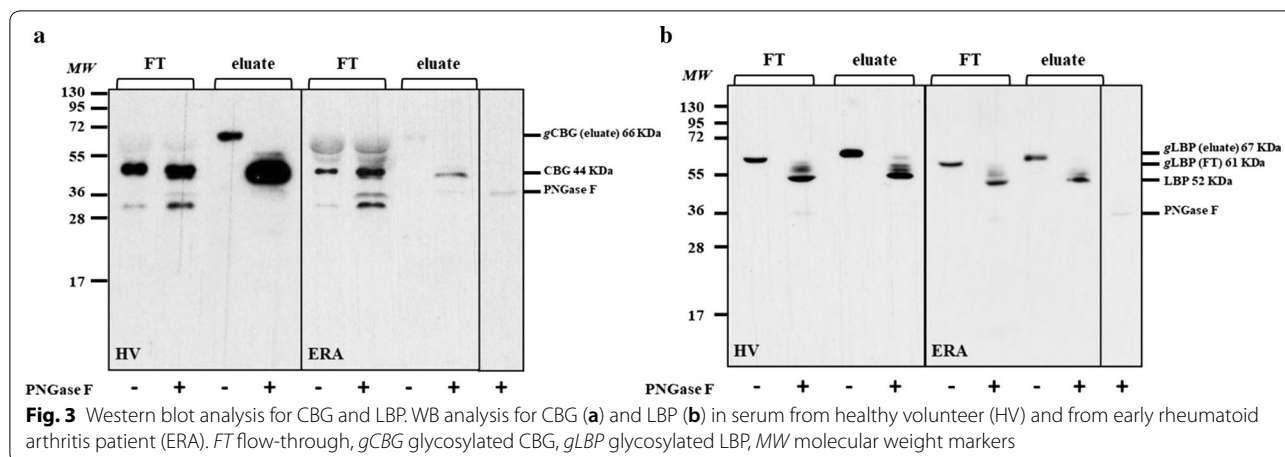 a
FT eluate FT eluate
MW
130
95
72
55
36
28
17
gCBG (eluate) 66 KDa
CBG 44 KDa
PNGase F
HV ERA
PNGase F - + - + - + - + +
b
FT eluate FT eluate
MW
130
95
72
55
36
28
17
gLBP (eluate) 67 KDa
gLBP (FT) 61 KDa
LBP 52 KDa
PNGase F
HV ERA
PNGase F - + - + - + - + +
Fig. 3 Western blot analysis for CBG and LBP. WB analysis for CBG (a) and LBP (b) in serum from healthy volunteer (HV) and from early rheumatoid
arthritis patient (ERA). FT flow-through, gCBG glycosylated CBG, gLBP glycosylated LBP, MW molecular weight markers